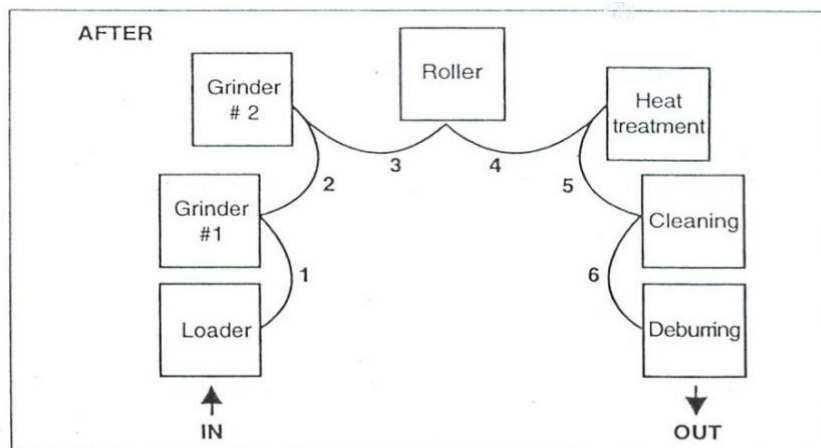 AFTER
Grinder
# 2
Roller
Heat
treatment
2
3
4
5
Grinder
#1
Cleaning
1
6
Loader
Deburring
IN
OUT